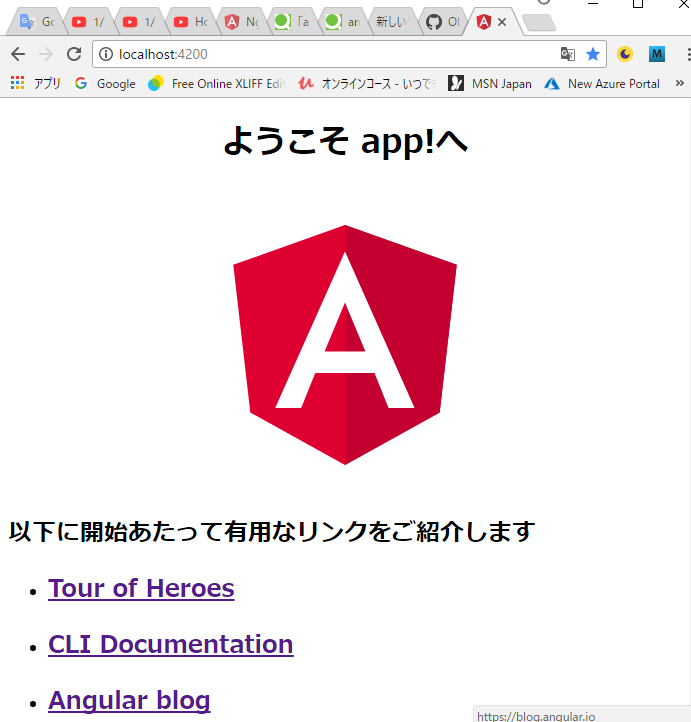 Go
1/
1/
Ho
Ng
Га
an
新しい
Ol
localhost:4200
アプリ
Google
Free Online XLIFF Edi
オンラインコース - いつで
MSN Japan
New Azure Portal
»
ようこそ app!へ
A
以下に開始あたって有用なリンクをご紹介します
• Tour of Heroes
• CLI Documentation
• Angular blog
https://blog.angular.io